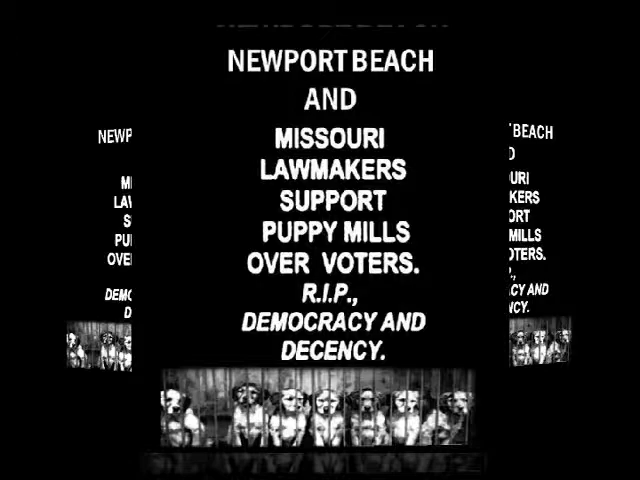 NEWPORT BEACH
AND
MISSOURI
LAWMAKERS
SUPPORT
PUPPY MILLS
OVER VOTERS.
R.I.P.,
DEMOCRACY AND
DECENCY.